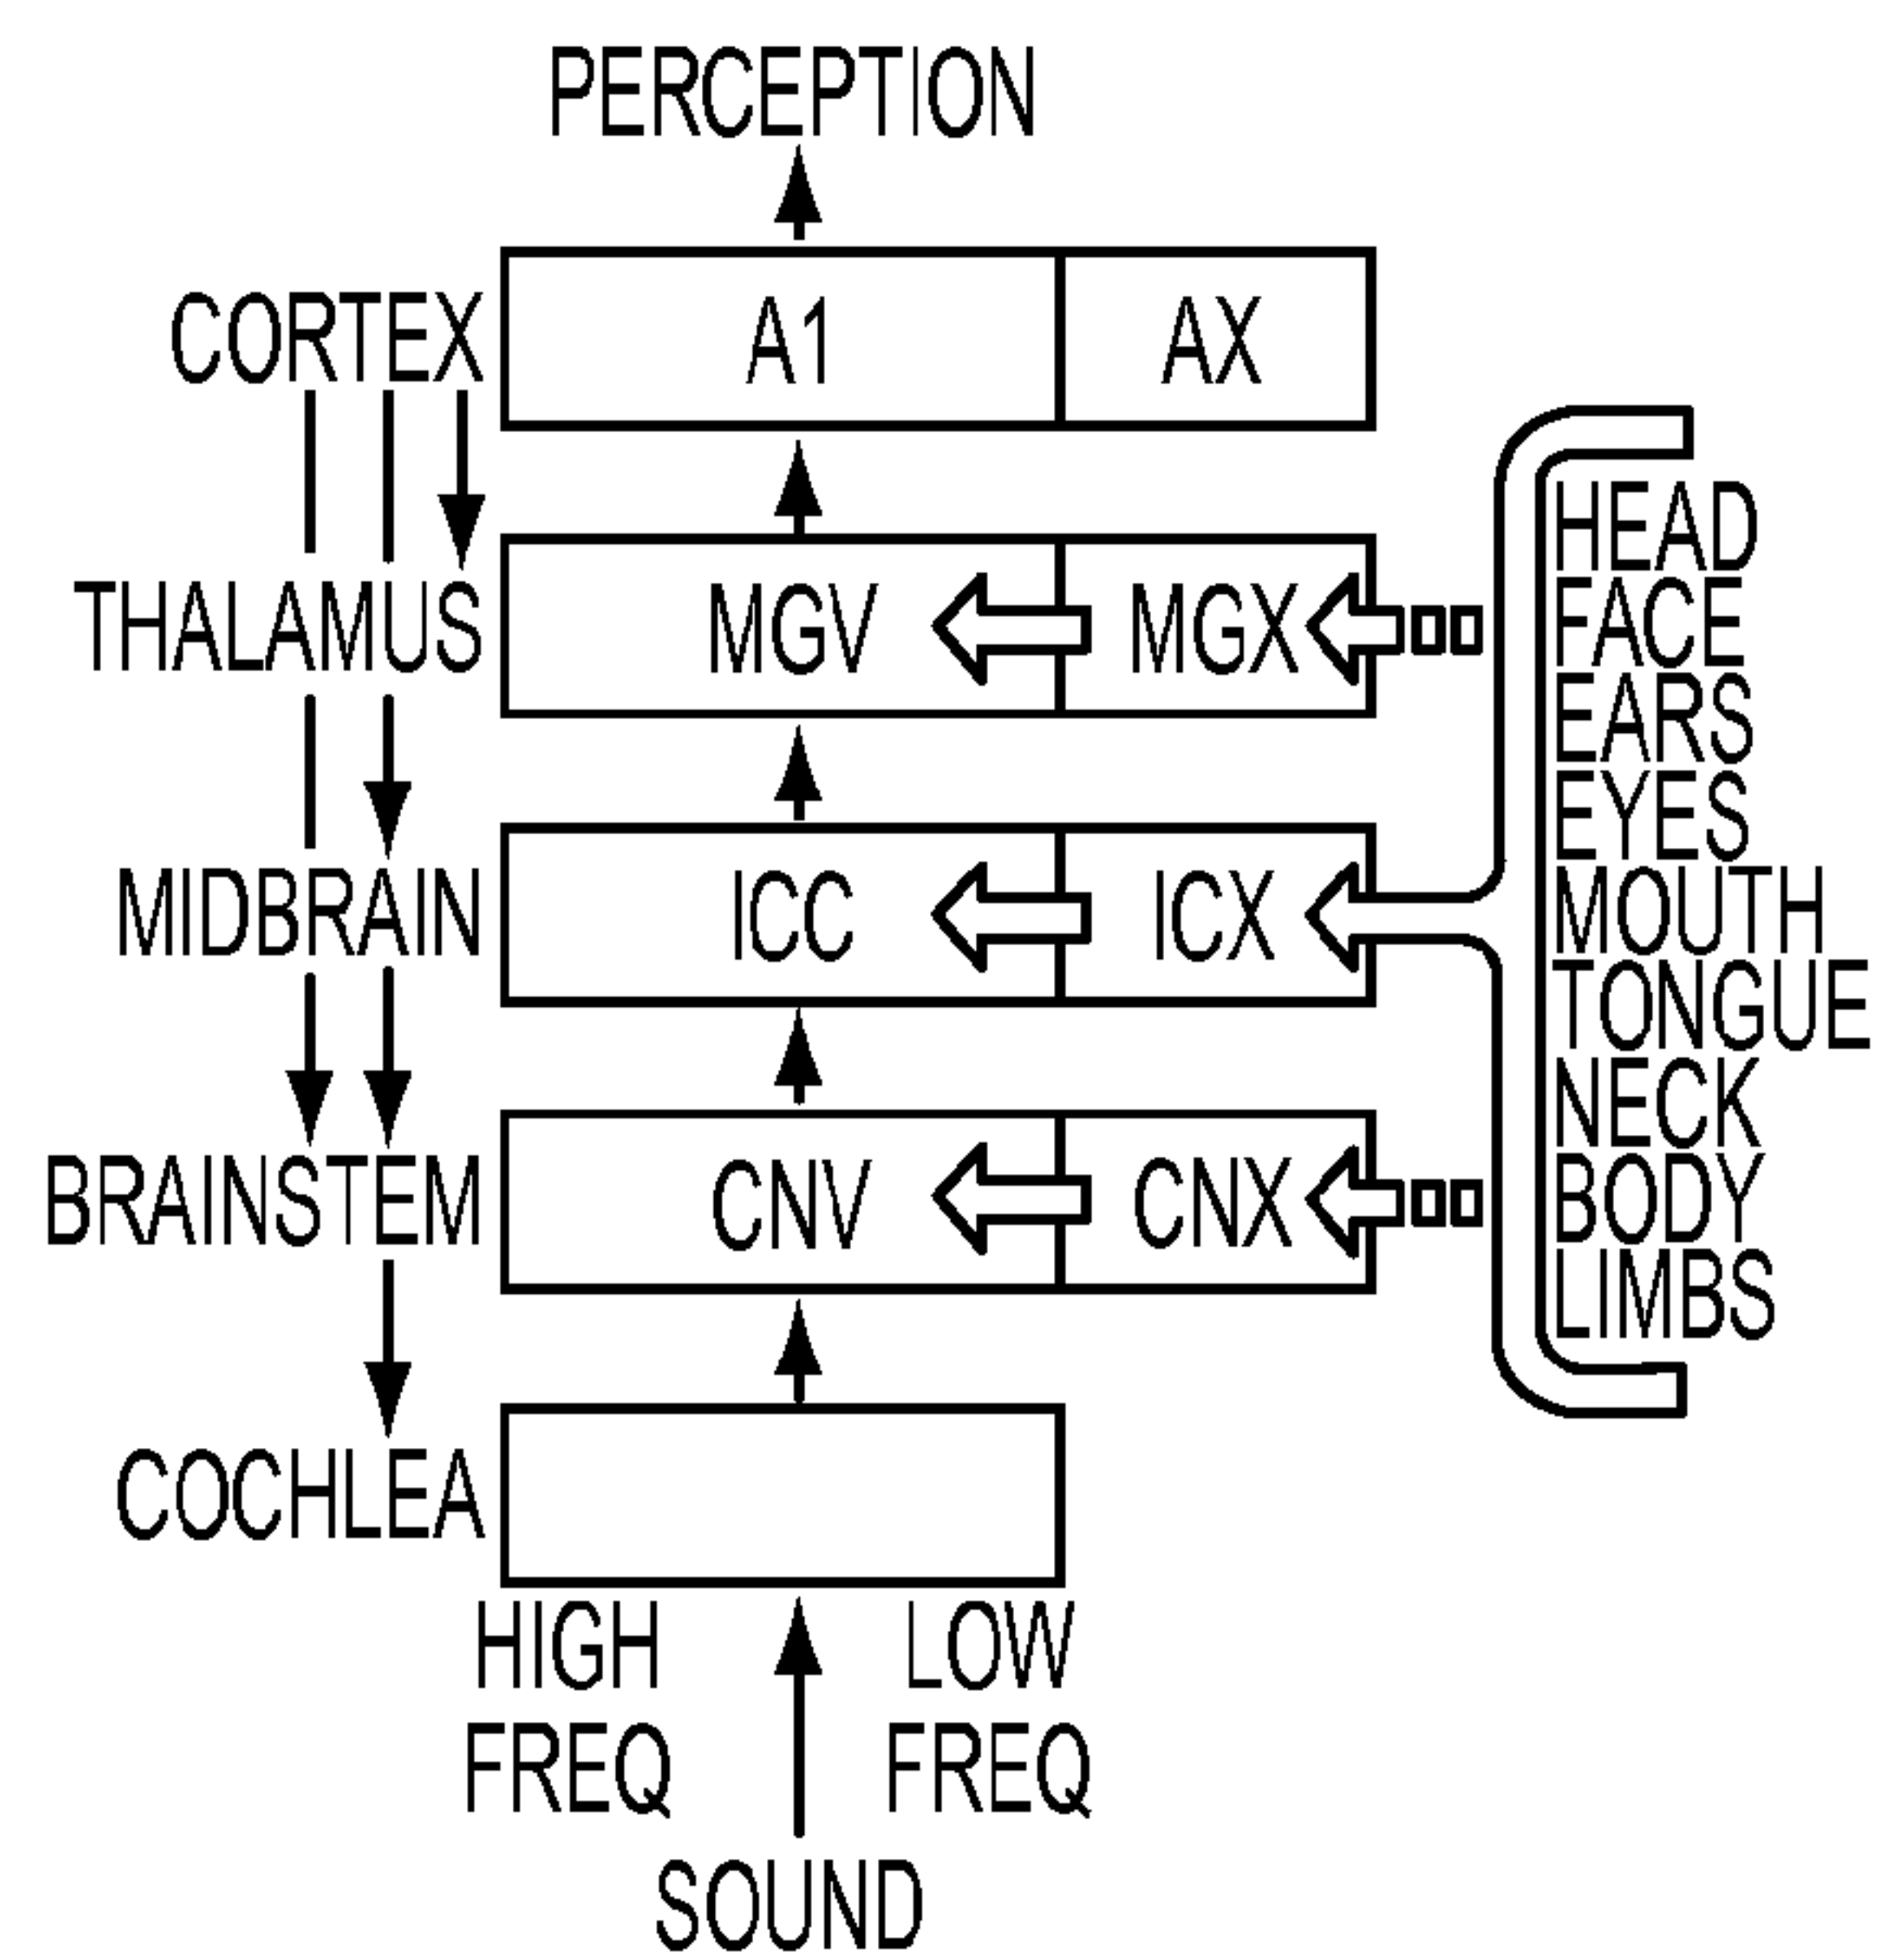 PERCEPTION
CORTEX A1 AX
THALAMUS MGV MGX
MIDBRAIN ICC ICX
BRAINSTEM CNV CNX
COCHLEA
HEAD
FACE
EARS
EYES
MOUTH
TONGUE
NECK
BODY
LIMBS
HIGH LOW
FREQ FREQ
SOUND